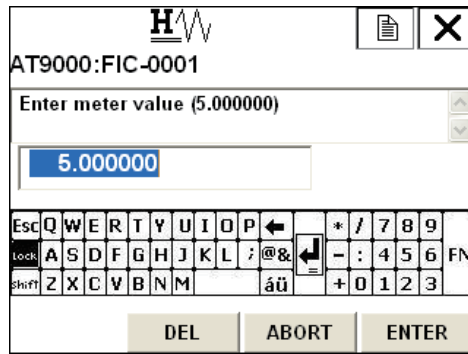 H
AT9000:FIC-0001
Enter meter value (5.000000)
5.000000
Esc Q W E R T Y U I O P * / 7 8 9
Lock A S D F G H J K L ; @& - : 4 5 6 FN
Shift Z X C V B N M áü = + 0 1 2 3
DEL ABORT ENTER